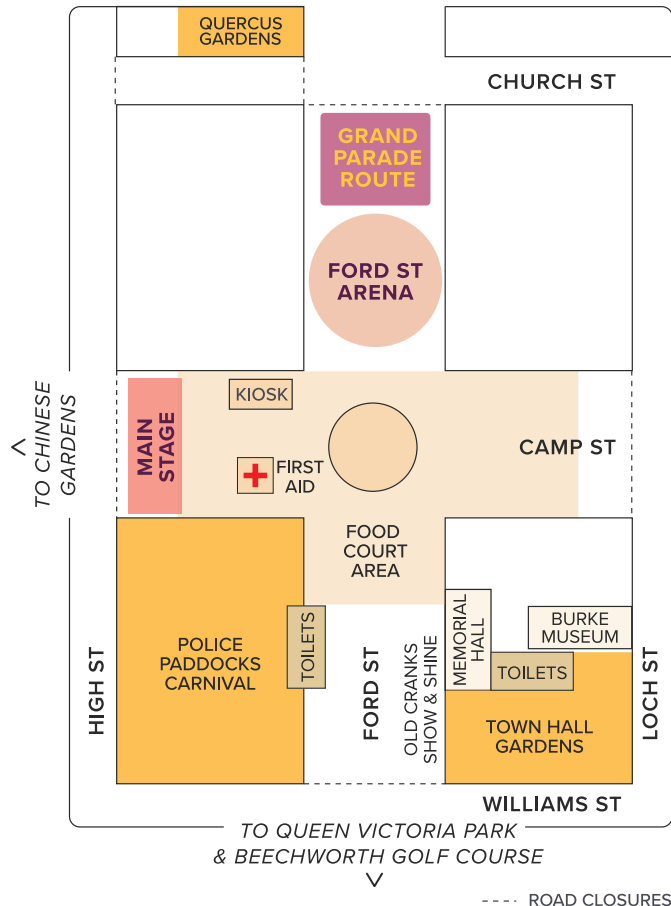 QUERCUS
GARDENS
CHURCH ST
GRAND
PARADE
ROUTE
FORD ST
ARENA
KIOSK
MAIN
STAGE
CAMP ST
FIRST
AID
TO CHINESE
GARDENS
FOOD
COURT
AREA
POLICE
PADDOCKS
CARNIVAL
TOILETS
HIGH ST
FORD ST
OLD CRANKS
SHOW & SHINE
MEMORIAL
HALL
BURKE
MUSEUM
TOILETS
LOCH ST
TOWN HALL
GARDENS
WILLIAMS ST
TO QUEEN VICTORIA PARK
& BEECHWORTH GOLF COURSE
ROAD CLOSURES